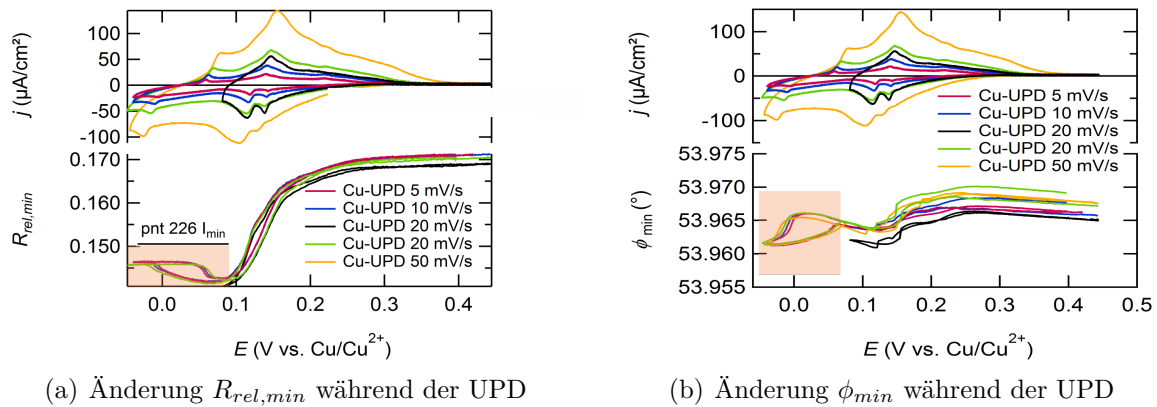 100
50
0
-50
-100
j (µA/cm²)
0.170
0.160
0.150
R_rel,min
Cu-UPD 5 mV/s
Cu-UPD 10 mV/s
Cu-UPD 20 mV/s
Cu-UPD 20 mV/s
Cu-UPD 50 mV/s
pnt 226 I_min
0.0 0.1 0.2 0.3 0.4
E (V vs. Cu/Cu²⁺)
(a) Änderung R_rel,min während der UPD
100
50
0
-50
-100
j (µA/cm²)
Cu-UPD 5 mV/s
Cu-UPD 10 mV/s
Cu-UPD 20 mV/s
Cu-UPD 20 mV/s
Cu-UPD 50 mV/s
53.975
53.970
53.965
53.960
53.955
ϕ_min (°)
0.0 0.1 0.2 0.3 0.4 0.5
E (V vs. Cu/Cu²⁺)
(b) Änderung ϕ_min während der UPD